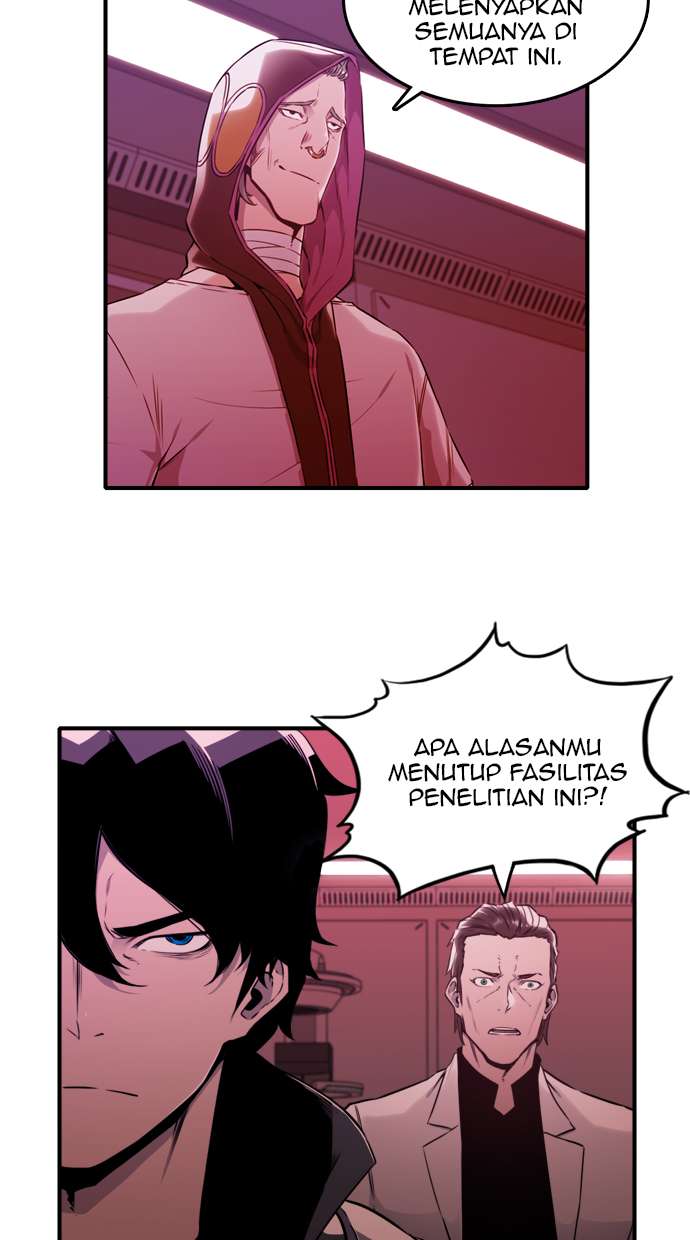 MELENYAPKAN
SEMUANYA DI
TEMPAT INI.
APA ALASANMU
MENUTUP FASILITAS
PENELITIAN INI?!